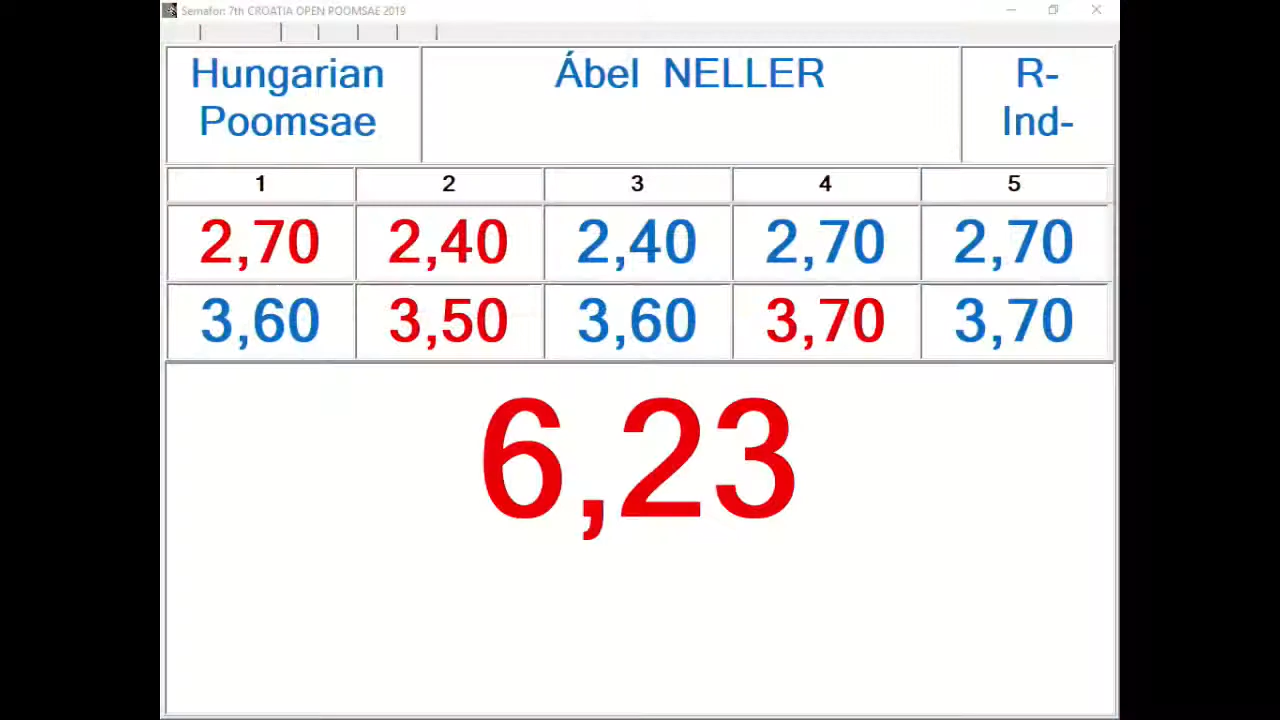 Semafor: 7th CROATIA OPEN POOMSAE 2019
Hungarian
Poomsae
Ábel NELLER
R-
Ind-
1 2 3 4 5
2,70 2,40 2,40 2,70 2,70
3,60 3,50 3,60 3,70 3,70
6,23